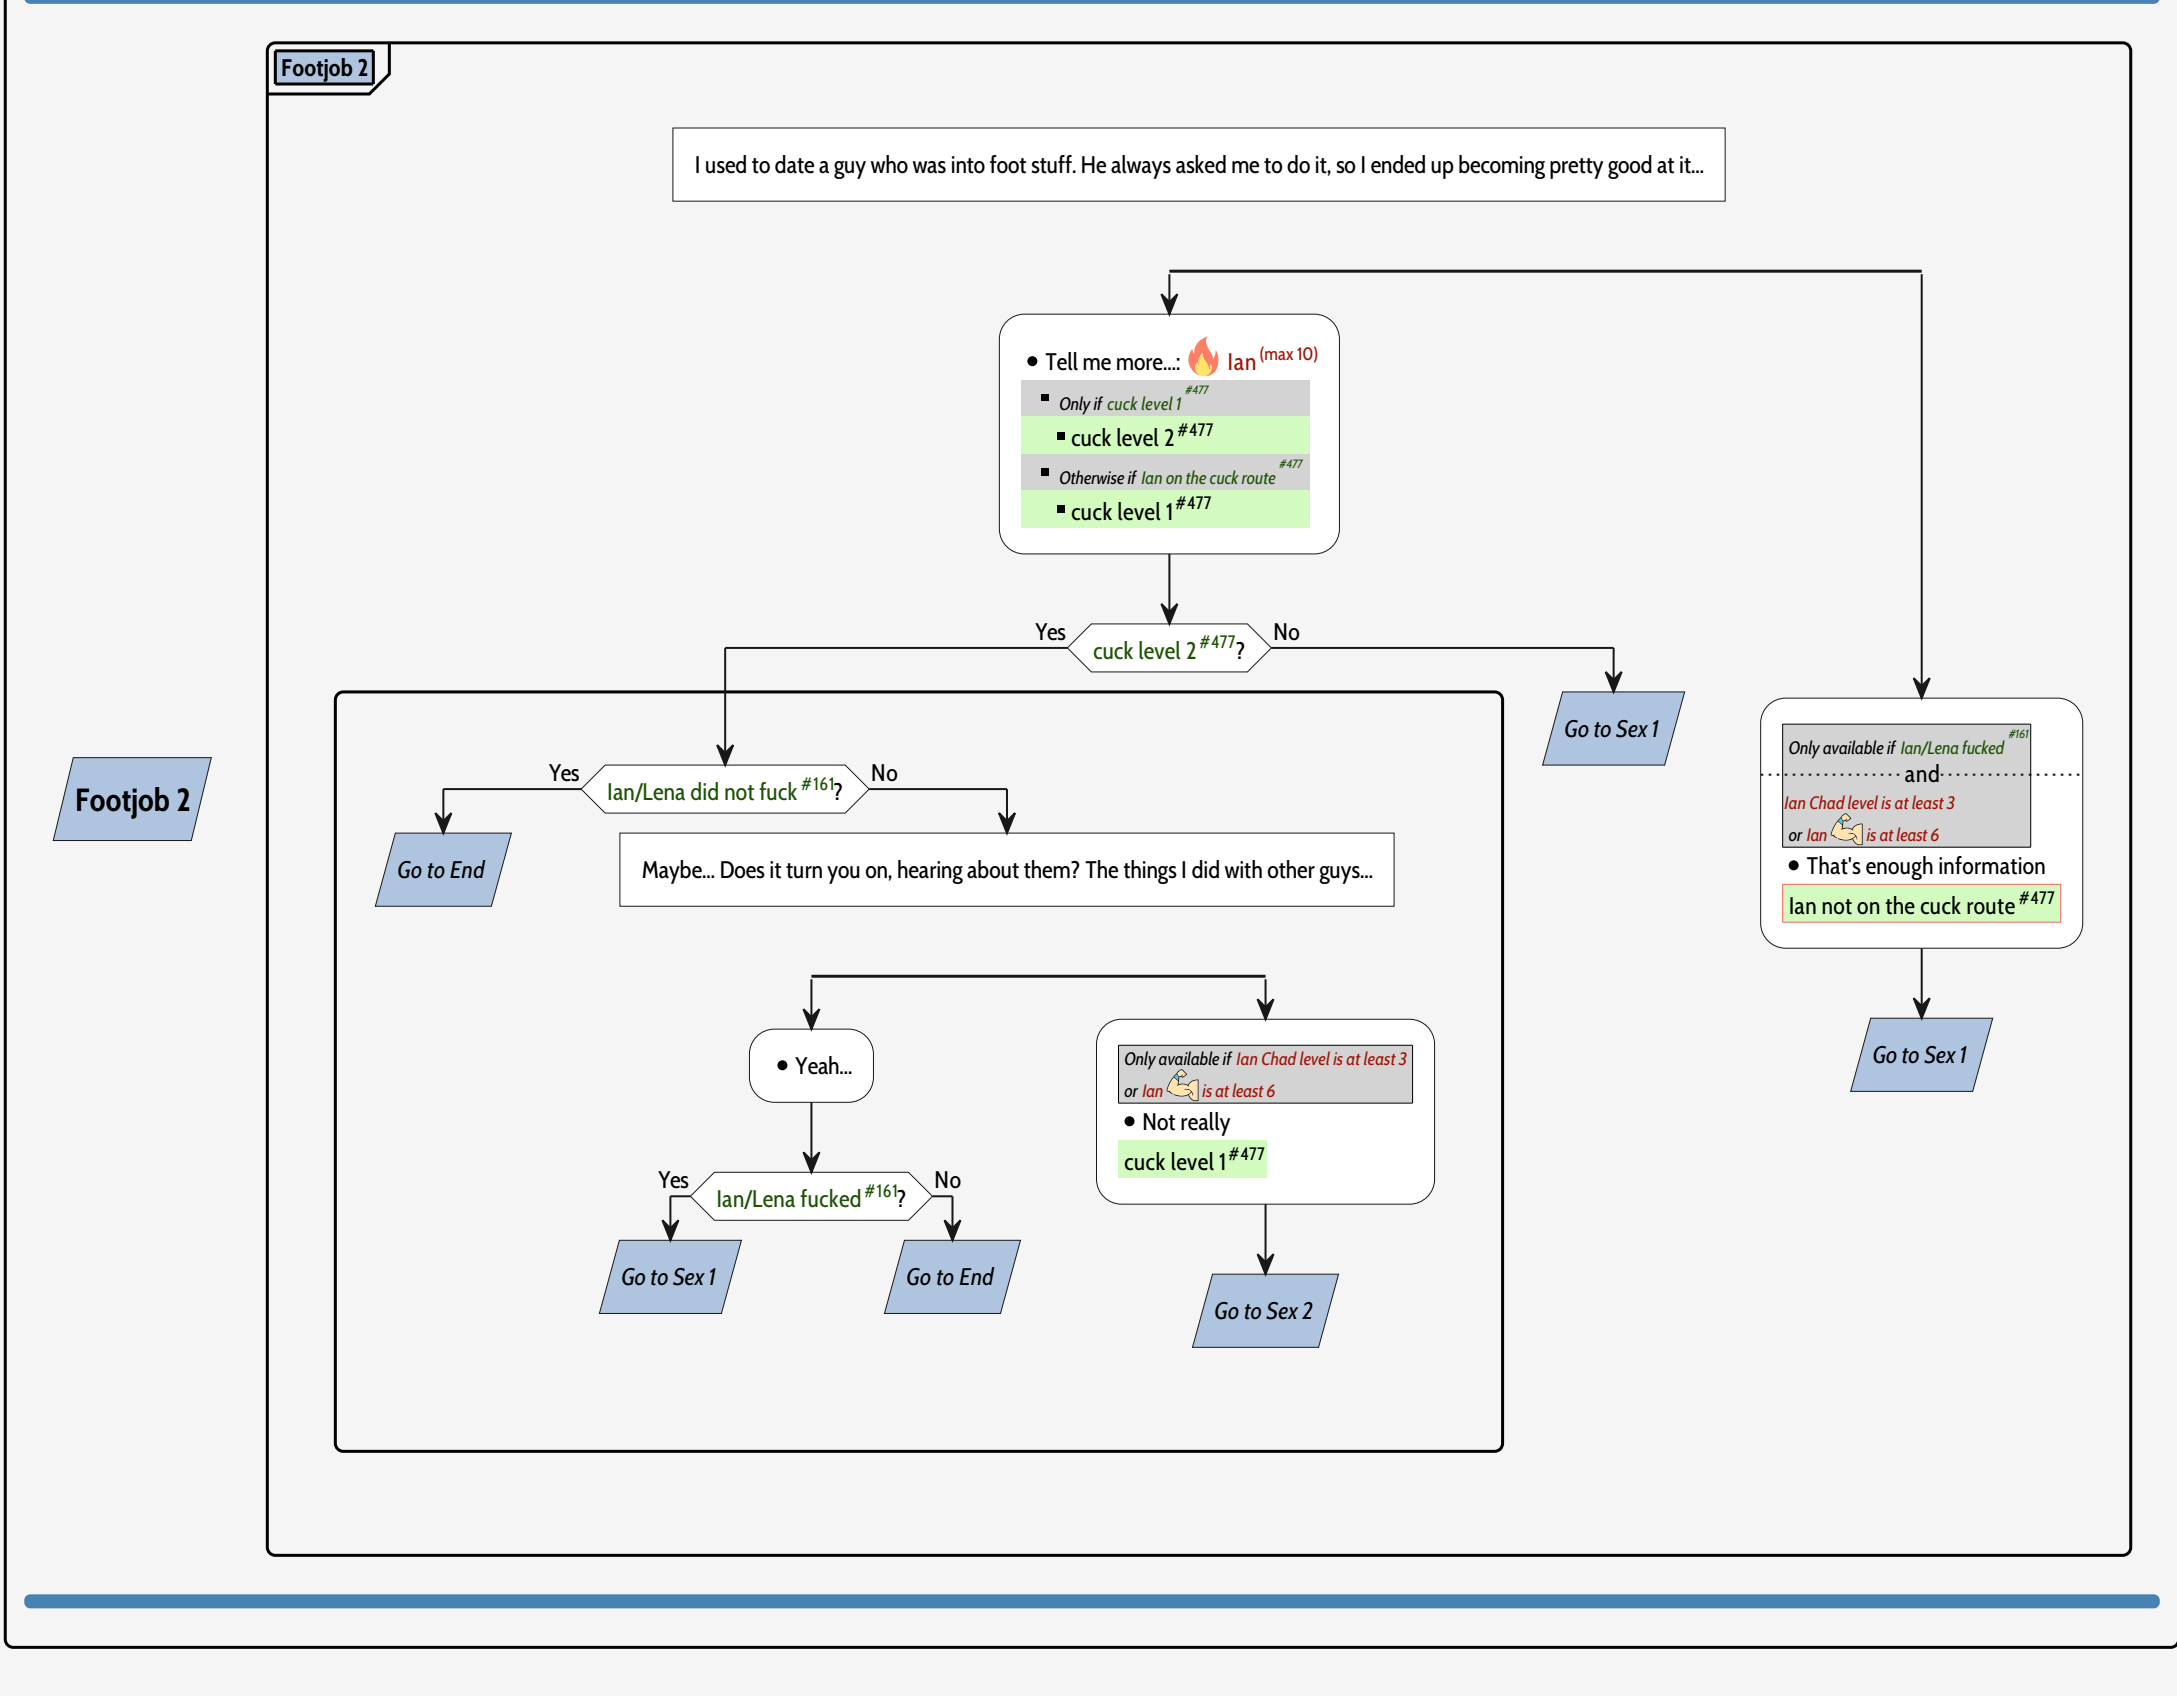 Footjob 2
I used to date a guy who was into foot stuff. He always asked me to do it, so I ended up becoming pretty good at it...
Tell me more...: Ian (max 10)
Only if cuck level 1 #477
cuck level 2 #477
Otherwise if Ian on the cuck route #477
cuck level 1 #477
Yes
cuck level 2 #477?
No
Go to Sex 1
Only available if Ian/Lena fucked #161
and
Ian Chad level is at least 3
or Ian is at least 6
That's enough information
Ian not on the cuck route #477
Go to Sex 1
Footjob 2
Yes
Ian/Lena did not fuck #161?
No
Go to End
Maybe... Does it turn you on, hearing about them? The things I did with other guys...
Yeah...
Yes
Ian/Lena fucked #161?
No
Go to Sex 1
Go to End
Only available if Ian Chad level is at least 3
or Ian is at least 6
Not really
cuck level 1 #477
Go to Sex 2